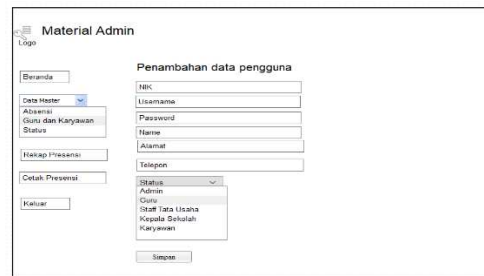 Material Admin
Logo
Beranda
Data Master
Absensi
Guru dan Karyawan
Status
Rekap Presensi
Cetak Presensi
Keluar
Penambahan data pengguna
NIK
Username
Password
Name
Alamat
Telepon
Status
Admin
Guru
Staff Tata Usaha
Kepala Sekolah
Karyawan
Simpan